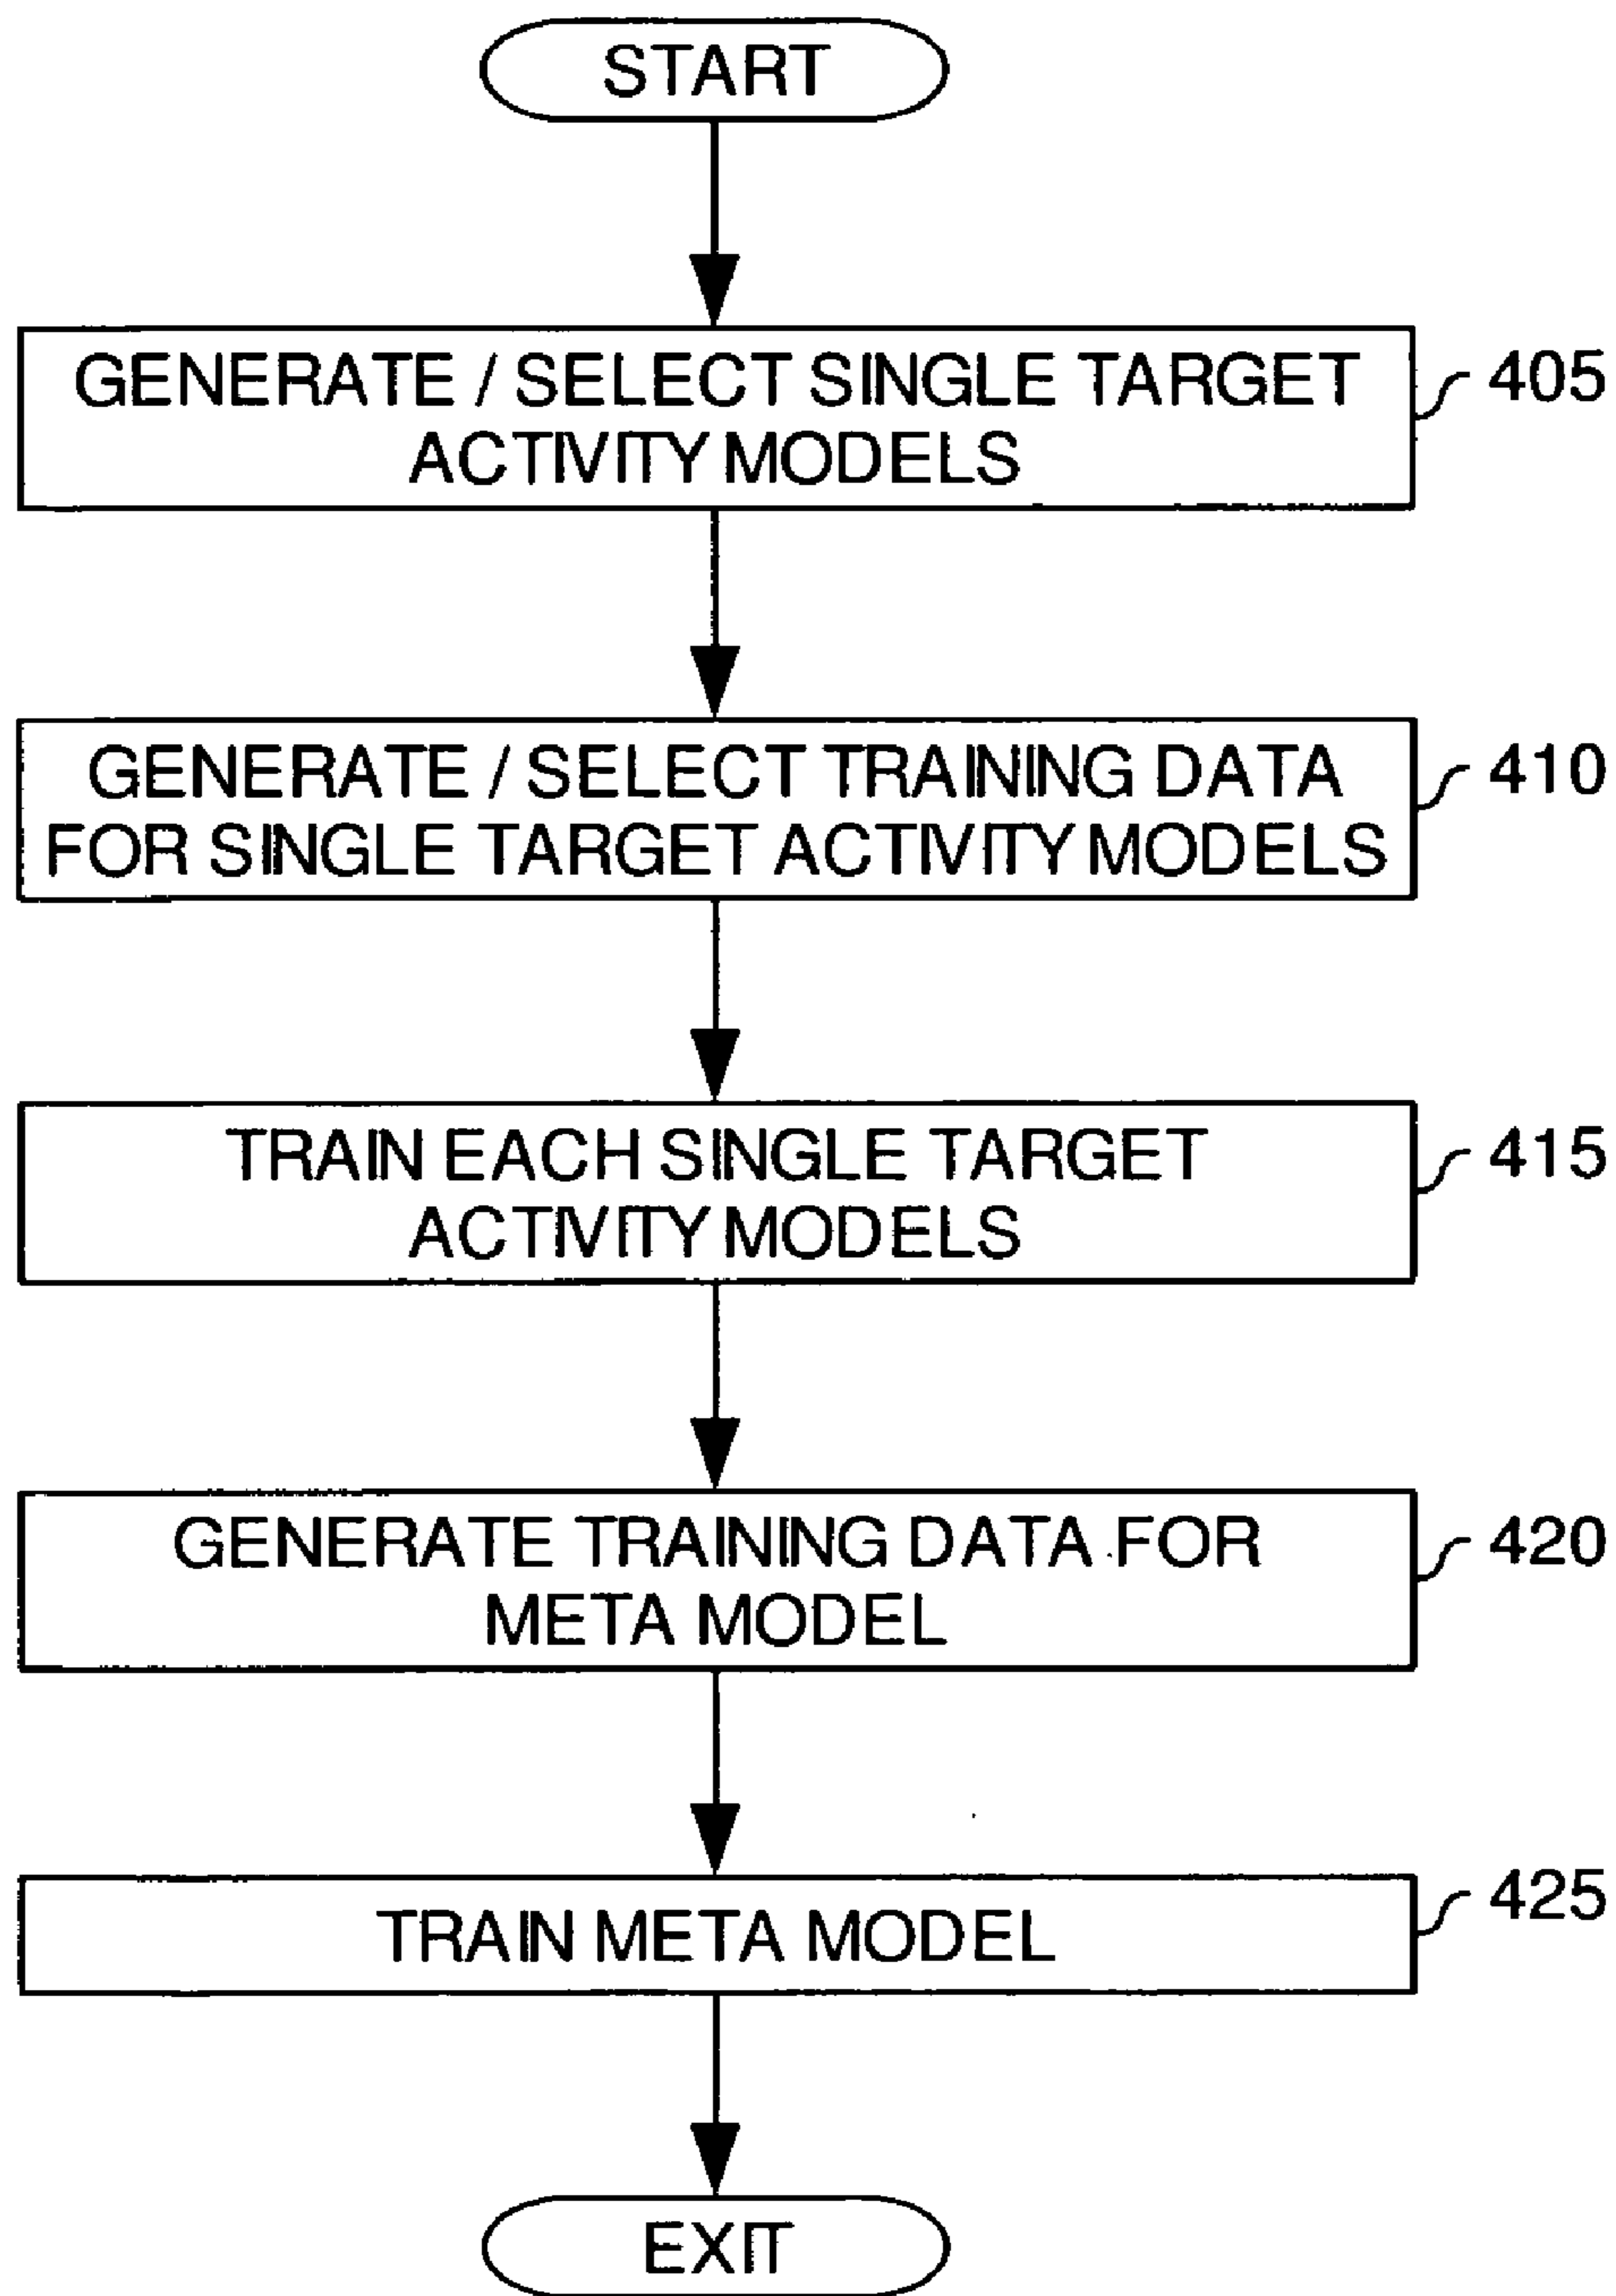 START
GENERATE / SELECT SINGLE TARGET
ACTIVITY MODELS
405
GENERATE / SELECT TRAINING DATA
FOR SINGLE TARGET ACTIVITY MODELS
410
TRAIN EACH SINGLE TARGET
ACTIVITY MODELS
415
GENERATE TRAINING DATA FOR
META MODEL
420
TRAIN META MODEL
425
EXIT